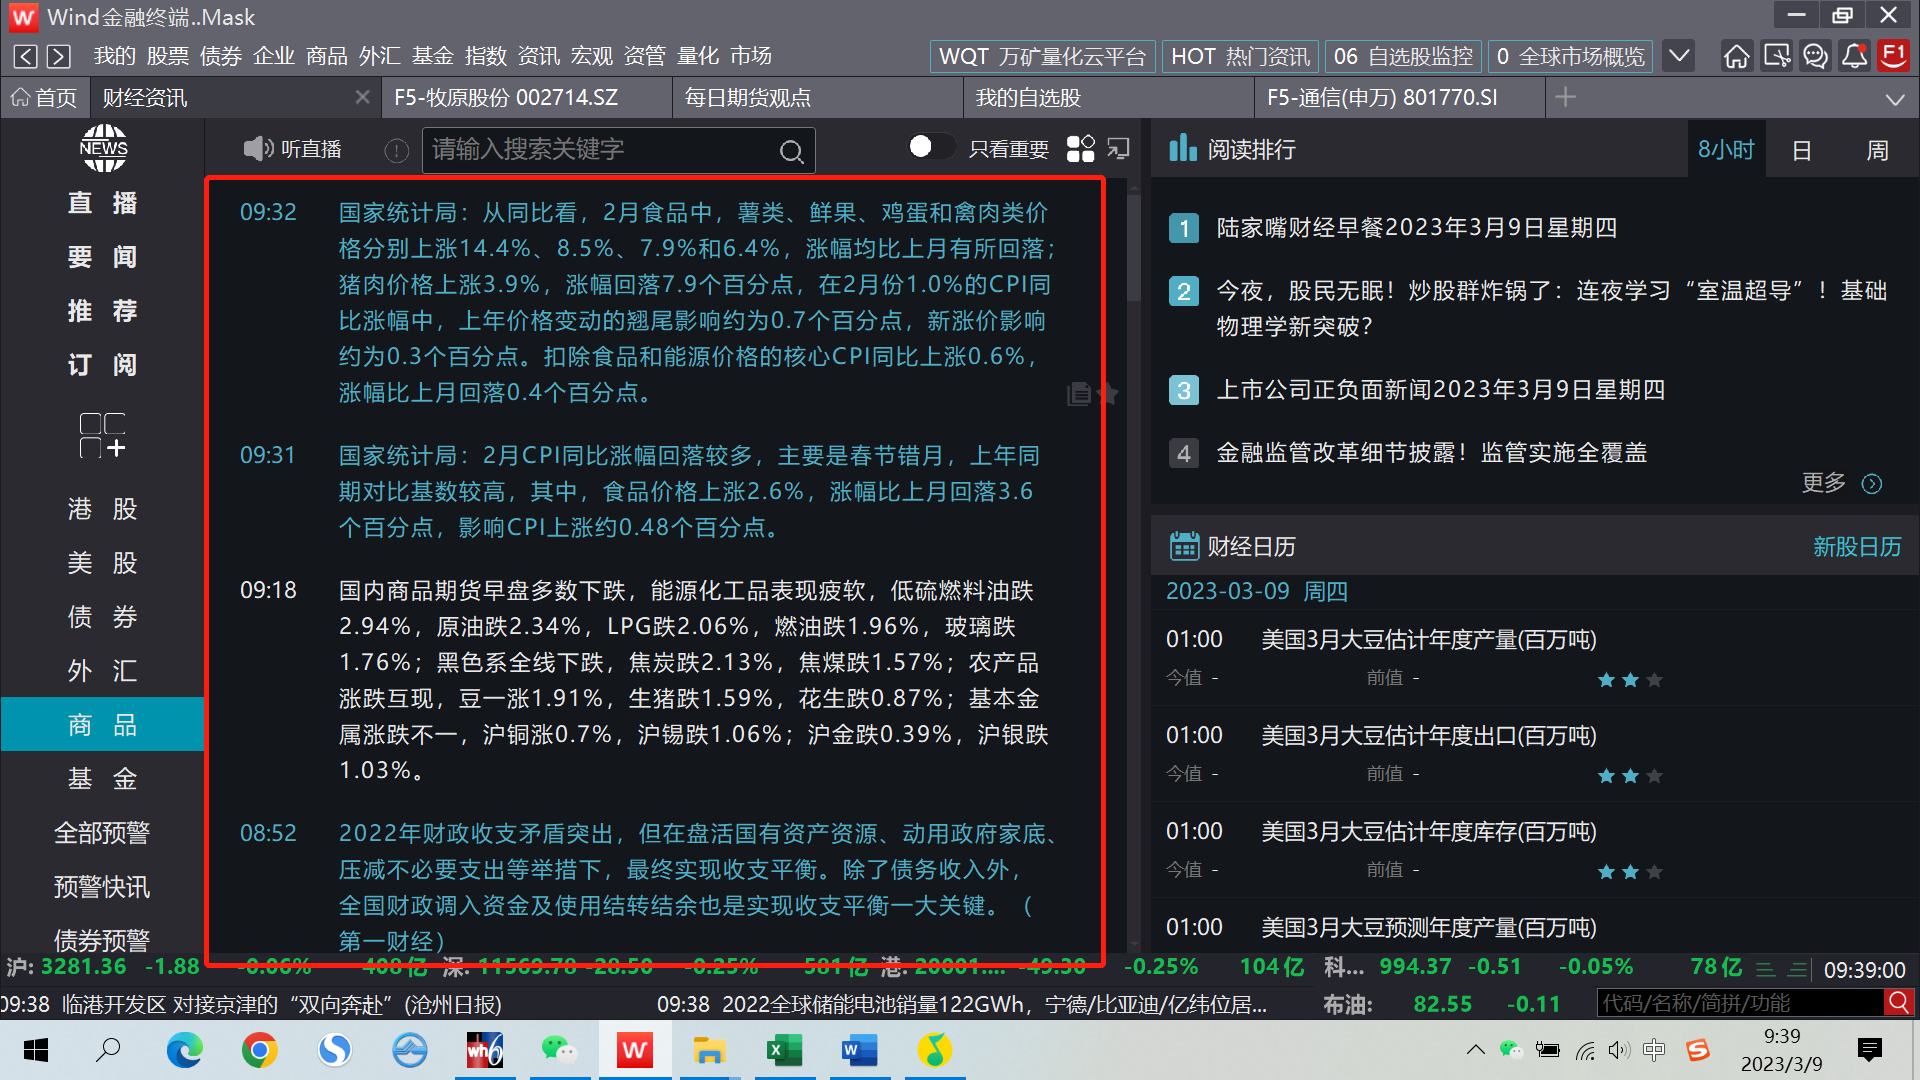 Wind金融终端..Mask
我的 股票 债券 企业 商品 外汇 基金 指数 资讯 宏观 资管 量化 市场
WQT 万矿量化云平台 HOT 热门资讯 06 自选股监控 0 全球市场概览
F1
首页 财经资讯 F5-牧原股份 002714.SZ 每日期货观点 我的自选股 F5-通信(申万) 801770.SI
NEWS
直 播
要 闻
推 荐
订 阅
港 股
美 股
债 券
外 汇
商 品
基 金
全部预警
预警快讯
债券预警
听直播 请输入搜索关键字 只看重要
09:32 国家统计局：从同比看，2月食品中，薯类、鲜果、鸡蛋和禽肉类价
格分别上涨14.4%、8.5%、7.9%和6.4%，涨幅均比上月有所回落；
猪肉价格上涨3.9%，涨幅回落7.9个百分点，在2月份1.0%的CPI同
比涨幅中，上年价格变动的翘尾影响约为0.7个百分点，新涨价影响
约为0.3个百分点。扣除食品和能源价格的核心CPI同比上涨0.6%，
涨幅比上月回落0.4个百分点。
09:31 国家统计局：2月CPI同比涨幅回落较多，主要是春节错月，上年同
期对比基数较高，其中，食品价格上涨2.6%，涨幅比上月回落3.6
个百分点，影响CPI上涨约0.48个百分点。
09:18 国内商品期货早盘多数下跌，能源化工品表现疲软，低硫燃料油跌
2.94%，原油跌2.34%，LPG跌2.06%，燃油跌1.96%，玻璃跌
1.76%；黑色系全线下跌，焦炭跌2.13%，焦煤跌1.57%；农产品
涨跌互现，豆一涨1.91%，生猪跌1.59%，花生跌0.87%；基本金
属涨跌不一，沪铜涨0.7%，沪锡跌1.06%；沪金跌0.39%，沪银跌
1.03%。
08:52 2022年财政收支矛盾突出，但在盘活国有资产资源、动用政府家底、
压减不必要支出等举措下，最终实现收支平衡。除了债务收入外，
全国财政调入资金及使用结转结余也是实现收支平衡一大关键。（
第一财经）
阅读排行 8小时 日 周
1 陆家嘴财经早餐2023年3月9日星期四
2 今夜，股民无眠！炒股群炸锅了：连夜学习“室温超导”！基础
物理学新突破？
3 上市公司正负面新闻2023年3月9日星期四
4 金融监管改革细节披露！监管实施全覆盖
更多
财经日历 新股日历
2023-03-09 周四
01:00 美国3月大豆估计年度产量(百万吨)
今值 - 前值 -
01:00 美国3月大豆估计年度出口(百万吨)
今值 - 前值 -
01:00 美国3月大豆估计年度库存(百万吨)
今值 - 前值 -
01:00 美国3月大豆预测年度产量(百万吨)
沪: 3281.36 -1.88 -0.06% 408亿 深: 11569.78 -28.50 -0.25% 581亿 港: 20001.... -49.30 -0.25% 104亿 科... 994.37 -0.51 -0.05% 78亿 09:39:00
09:38 临港开发区 对接京津的“双向奔赴”(沧州日报) 09:38 2022全球储能电池销量122GWh，宁德/比亚迪/亿纬位居... 布油: 82.55 -0.11 代码/名称/简拼/功能
wh6 W 中 S 9:39
2023/3/9